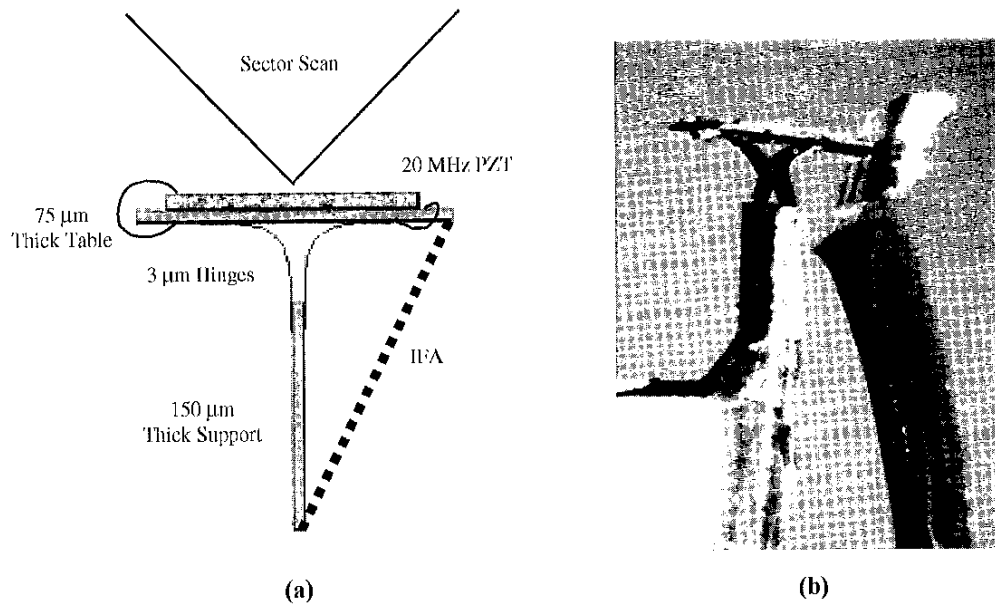 Sector Scan
20 MHz PZT
75 μm
Thick Table
3 μm Hinges
IFA
150 μm
Thick Support
(a)
(b)